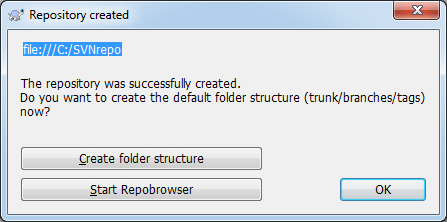 Repository created
file:///C:/SVNrepo
The repository was successfully created.
Do you want to create the default folder structure (trunk/branches/tags)
now?
Create folder structure
Start Repobrowser
OK